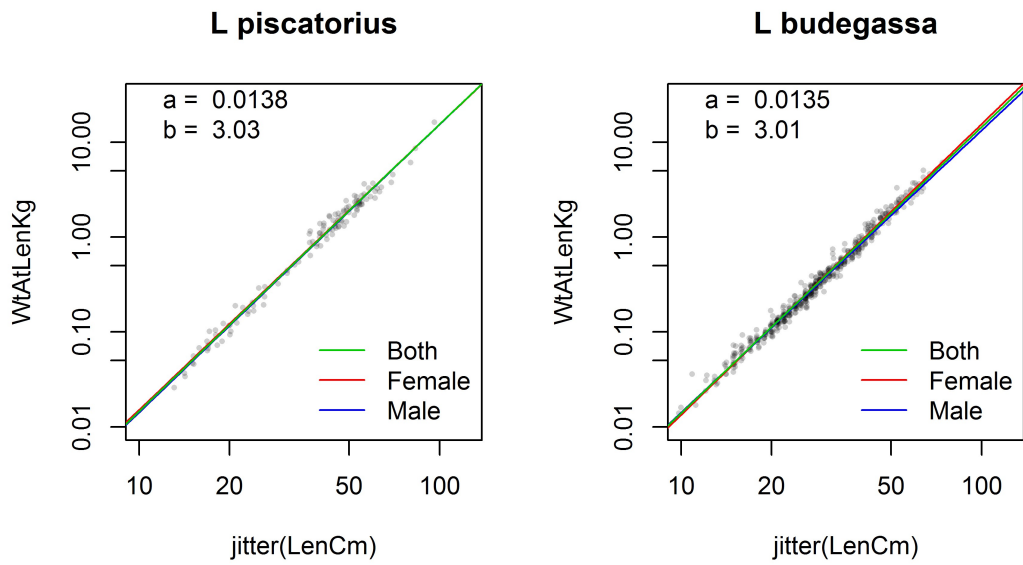 L piscatorius
a = 0.0138
b = 3.03
WtAtLenKg
10.00
1.00
0.10
0.01
Both
Female
Male
10 20 50 100
jitter(LenCm)
L budegassa
a = 0.0135
b = 3.01
WtAtLenKg
10.00
1.00
0.10
0.01
Both
Female
Male
10 20 50 100
jitter(LenCm)